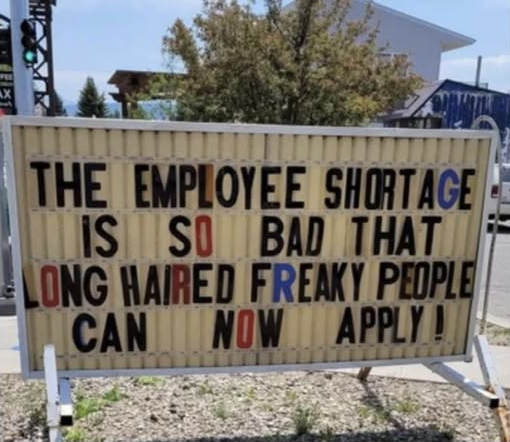 THE EMPLOYEE SHORTAGE
IS SO BAD THAT
LONG HAIRED FREAKY PEOPLE
CAN NOW APPLY!